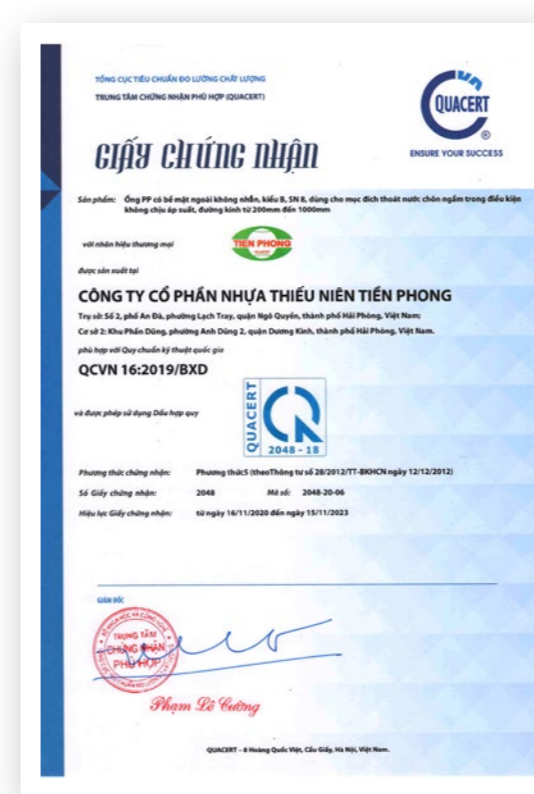 TỔNG CỤC TIÊU CHUẨN ĐO LƯỜNG CHẤT LƯỢNG
TRUNG TÂM CHỨNG NHẬN PHÙ HỢP (QUACERT)
QUACERT
®
ENSURE YOUR SUCCESS
GIẤY CHỨNG NHẬN
Sản phẩm: Ống PP có bề mặt ngoài không nhẵn, kiểu B, SN 8, dùng cho mục đích thoát nước chôn ngầm trong điều kiện
không chịu áp suất, đường kính từ 200mm đến 1000mm
với nhãn hiệu thương mại
TIEN PHONG
được sản xuất tại
CÔNG TY CỔ PHẦN NHỰA THIẾU NIÊN TIỀN PHONG
Trụ sở: Số 2, phố An Đà, phường Lạch Tray, quận Ngô Quyền, thành phố Hải Phòng, Việt Nam;
Cơ sở 2: Khu Phấn Dũng, phường Anh Dũng 2, quận Dương Kinh, thành phố Hải Phòng, Việt Nam.
phù hợp với Quy chuẩn kỹ thuật quốc gia
QCVN 16:2019/BXD
và được phép sử dụng Dấu hợp quy
QUACERT
2048 - 18
Phương thức chứng nhận: Phương thức5 (theoThông tư số 28/2012/TT-BKHCN ngày 12/12/2012)
Số Giấy chứng nhận: 2048 Mã số: 2048-20-06
Hiệu lực Giấy chứng nhận: từ ngày 16/11/2020 đến ngày 15/11/2023
GIÁM ĐỐC
TRUNG TÂM
CHỨNG NHẬN
PHÙ HỢP
Phạm Lê Cường
QUACERT – 8 Hoàng Quốc Việt, Cầu Giấy, Hà Nội, Việt Nam.